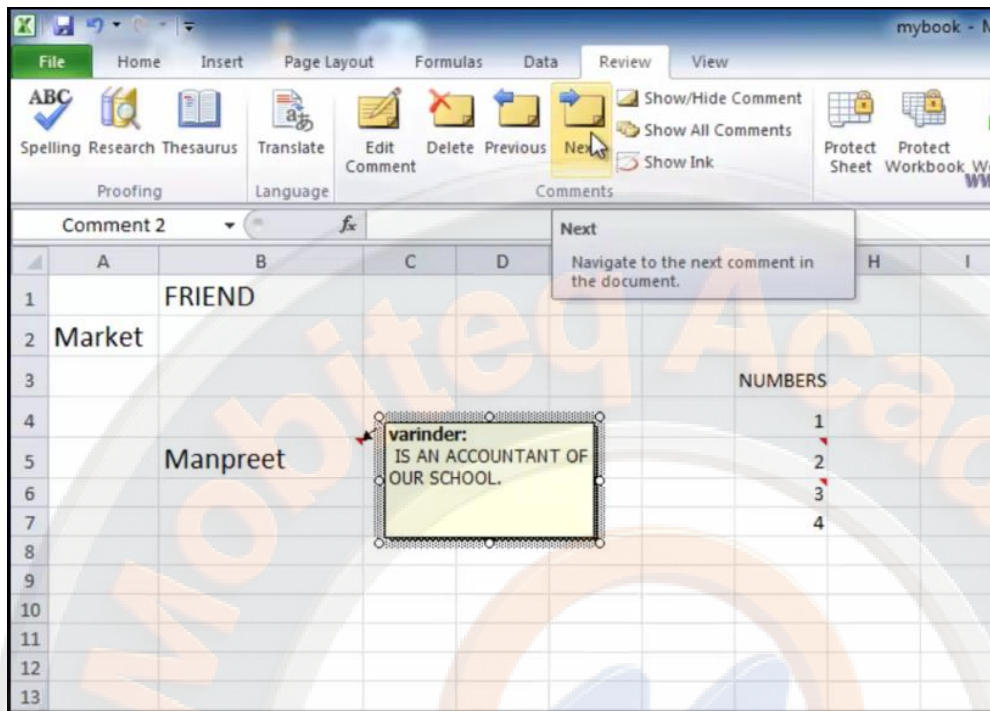 mybook - M
File Home Insert Page Layout Formulas Data Review View
ABC
Spelling Research Thesaurus Translate Edit Comment Delete Previous Next
Show/Hide Comment
Show All Comments
Show Ink
Protect Sheet Protect Workbook
Proofing Language Comments
Comment 2 fx
Next
Navigate to the next comment in
the document.
A B C D H I
1 FRIEND
2 Market
3 NUMBERS
4 1
5 Manpreet 2
6 3
7 4
8
9
10
11
12
13
varinder:
IS AN ACCOUNTANT OF
OUR SCHOOL.
Mobiteq Acad